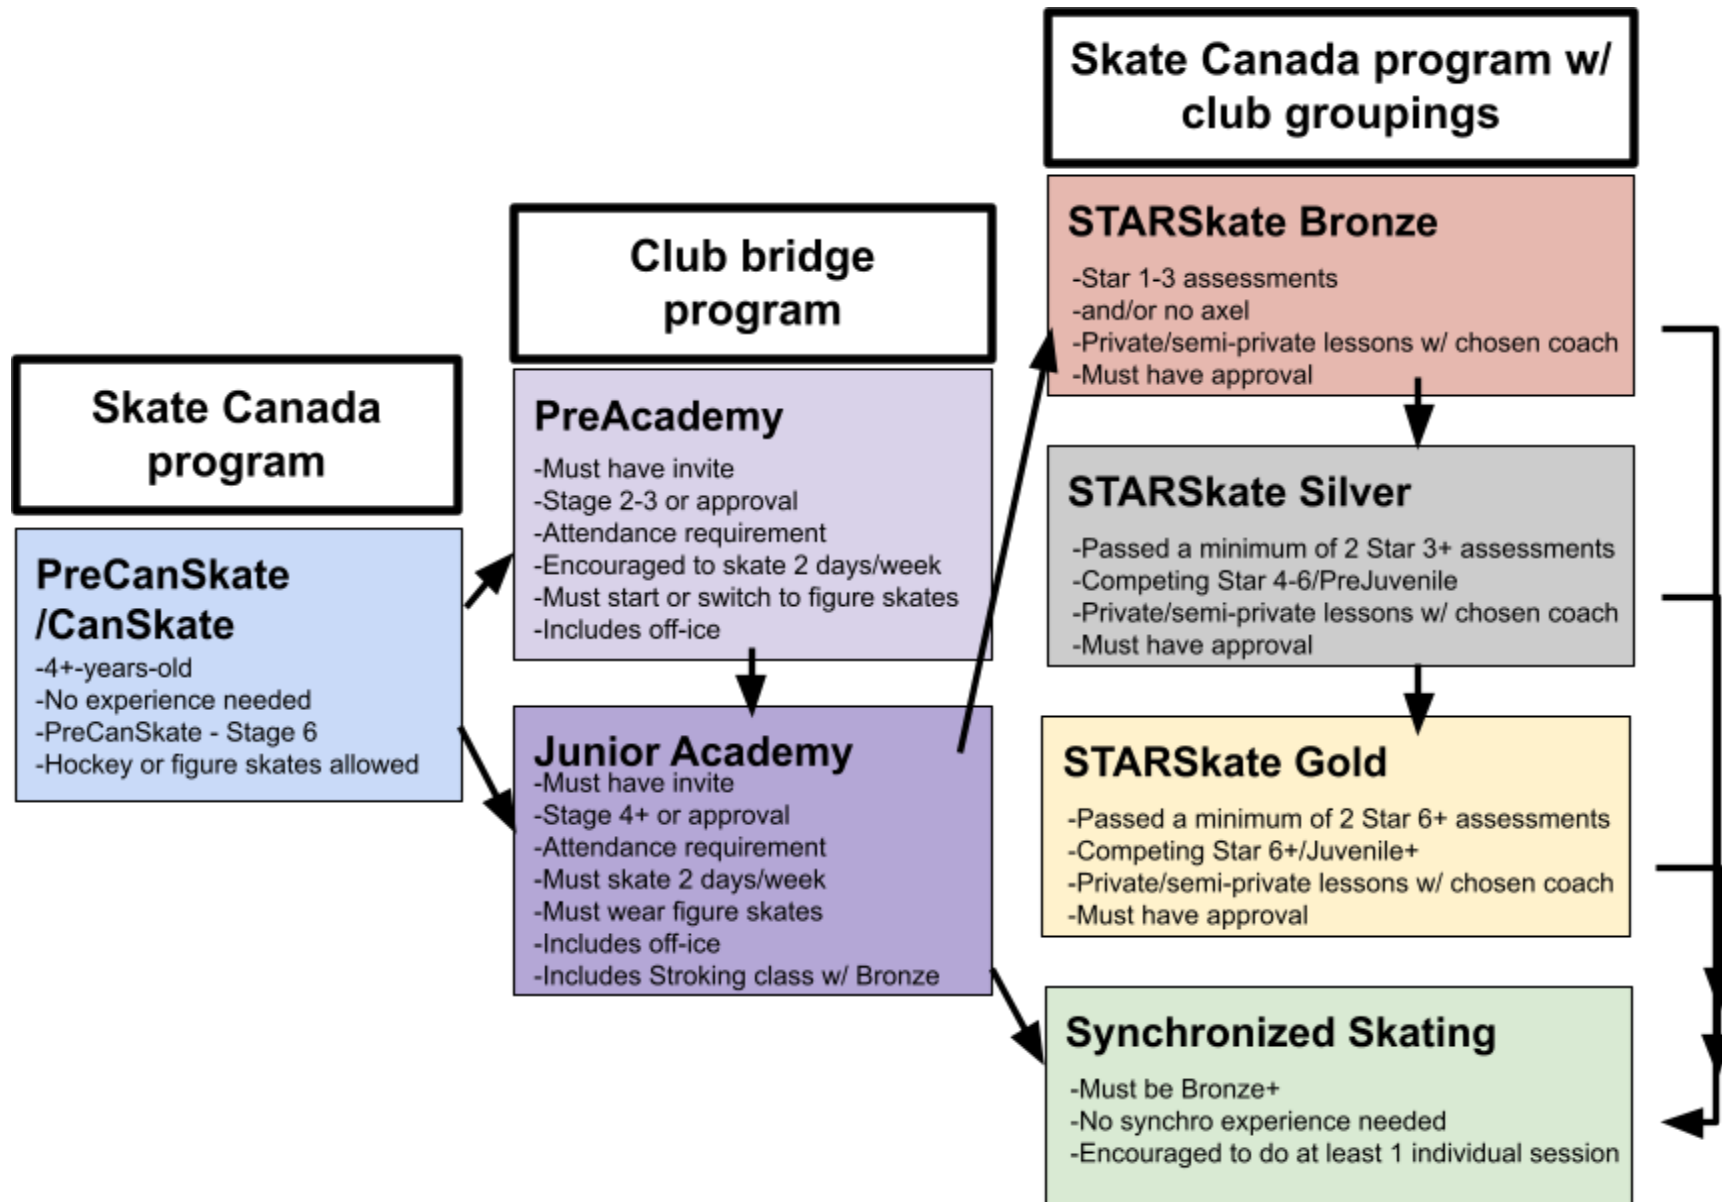 Skate Canada
program
PreCanSkate
/CanSkate
-4+-years-old
-No experience needed
-PreCanSkate - Stage 6
-Hockey or figure skates allowed
Club bridge
program
PreAcademy
-Must have invite
-Stage 2-3 or approval
-Attendance requirement
-Encouraged to skate 2 days/week
-Must start or switch to figure skates
-Includes off-ice
Junior Academy
-Must have invite
-Stage 4+ or approval
-Attendance requirement
-Must skate 2 days/week
-Must wear figure skates
-Includes off-ice
-Includes Stroking class w/ Bronze
Skate Canada program w/
club groupings
STARSkate Bronze
-Star 1-3 assessments
-and/or no axel
-Private/semi-private lessons w/ chosen coach
-Must have approval
STARSkate Silver
-Passed a minimum of 2 Star 3+ assessments
-Competing Star 4-6/PreJuvenile
-Private/semi-private lessons w/ chosen coach
-Must have approval
STARSkate Gold
-Passed a minimum of 2 Star 6+ assessments
-Competing Star 6+/Juvenile+
-Private/semi-private lessons w/ chosen coach
-Must have approval
Synchronized Skating
-Must be Bronze+
-No synchro experience needed
-Encouraged to do at least 1 individual session